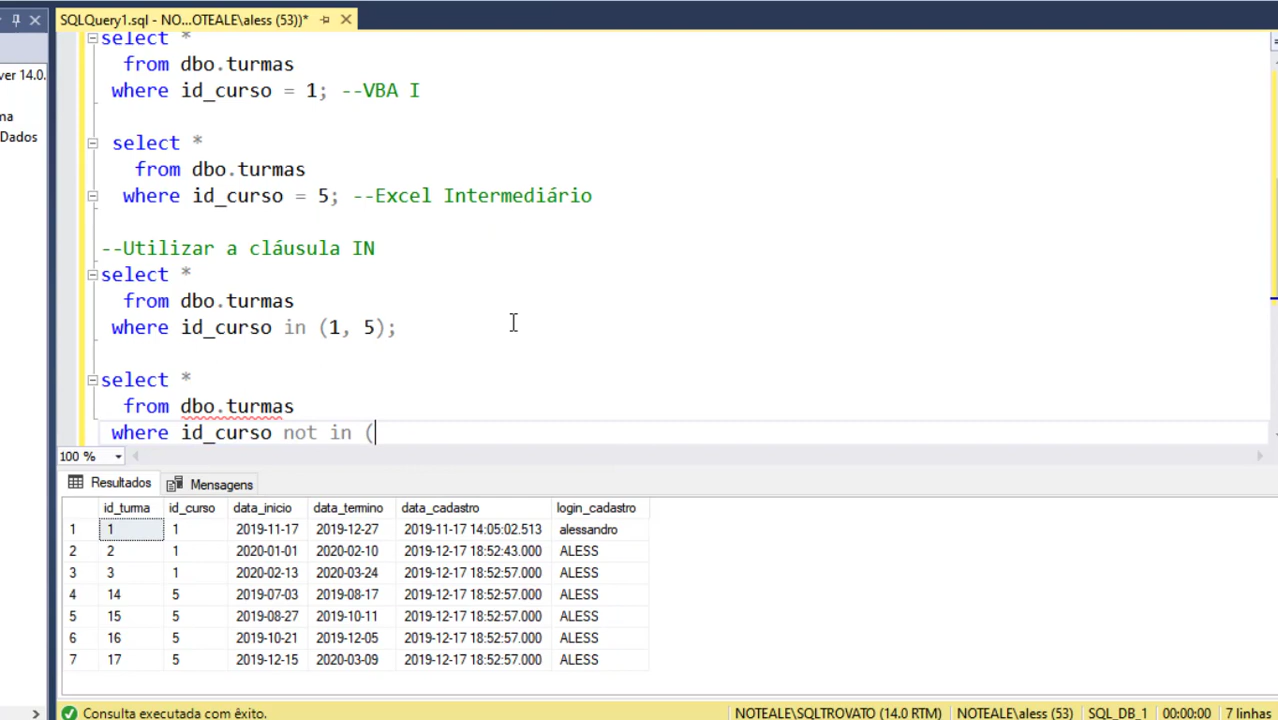 SQLQuery1.sql - NO...OTEALE\aless (53))*
ver 14.0.
ma
Dados
select *
from dbo.turmas
where id_curso = 1; --VBA I
select *
from dbo.turmas
where id_curso = 5; --Excel Intermediário
--Utilizar a cláusula IN
select *
from dbo.turmas
where id_curso in (1, 5);
select *
from dbo.turmas
where id_curso not in (
100 %
Resultados Mensagens
id_turma id_curso data_inicio data_termino data_cadastro login_cadastro
1 1 1 2019-11-17 2019-12-27 2019-11-17 14:05:02.513 alessandro
2 2 1 2020-01-01 2020-02-10 2019-12-17 18:52:43.000 ALESS
3 3 1 2020-02-13 2020-03-24 2019-12-17 18:52:57.000 ALESS
4 14 5 2019-07-03 2019-08-17 2019-12-17 18:52:57.000 ALESS
5 15 5 2019-08-27 2019-10-11 2019-12-17 18:52:57.000 ALESS
6 16 5 2019-10-21 2019-12-05 2019-12-17 18:52:57.000 ALESS
7 17 5 2019-12-15 2020-03-09 2019-12-17 18:52:57.000 ALESS
Consulta executada com êxito. NOTEALE\SQLTROVATO (14.0 RTM) NOTEALE\aless (53) SQL_DB_1 00:00:00 7 linhas